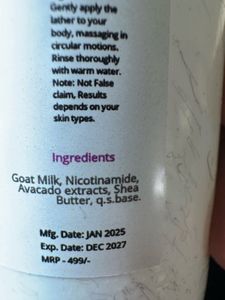 Gently apply the
lather to your
body, massaging in
circular motions.
Rinse thoroughly
with warm water.
Note: Not False
claim, Results
depends on your
skin types.
Ingredients
Goat Milk, Nicotinamide,
Avacado extracts, Shea
Butter, q.s.base.
Mfg. Date: JAN 2025
Exp. Date: DEC 2027
MRP - 499/-